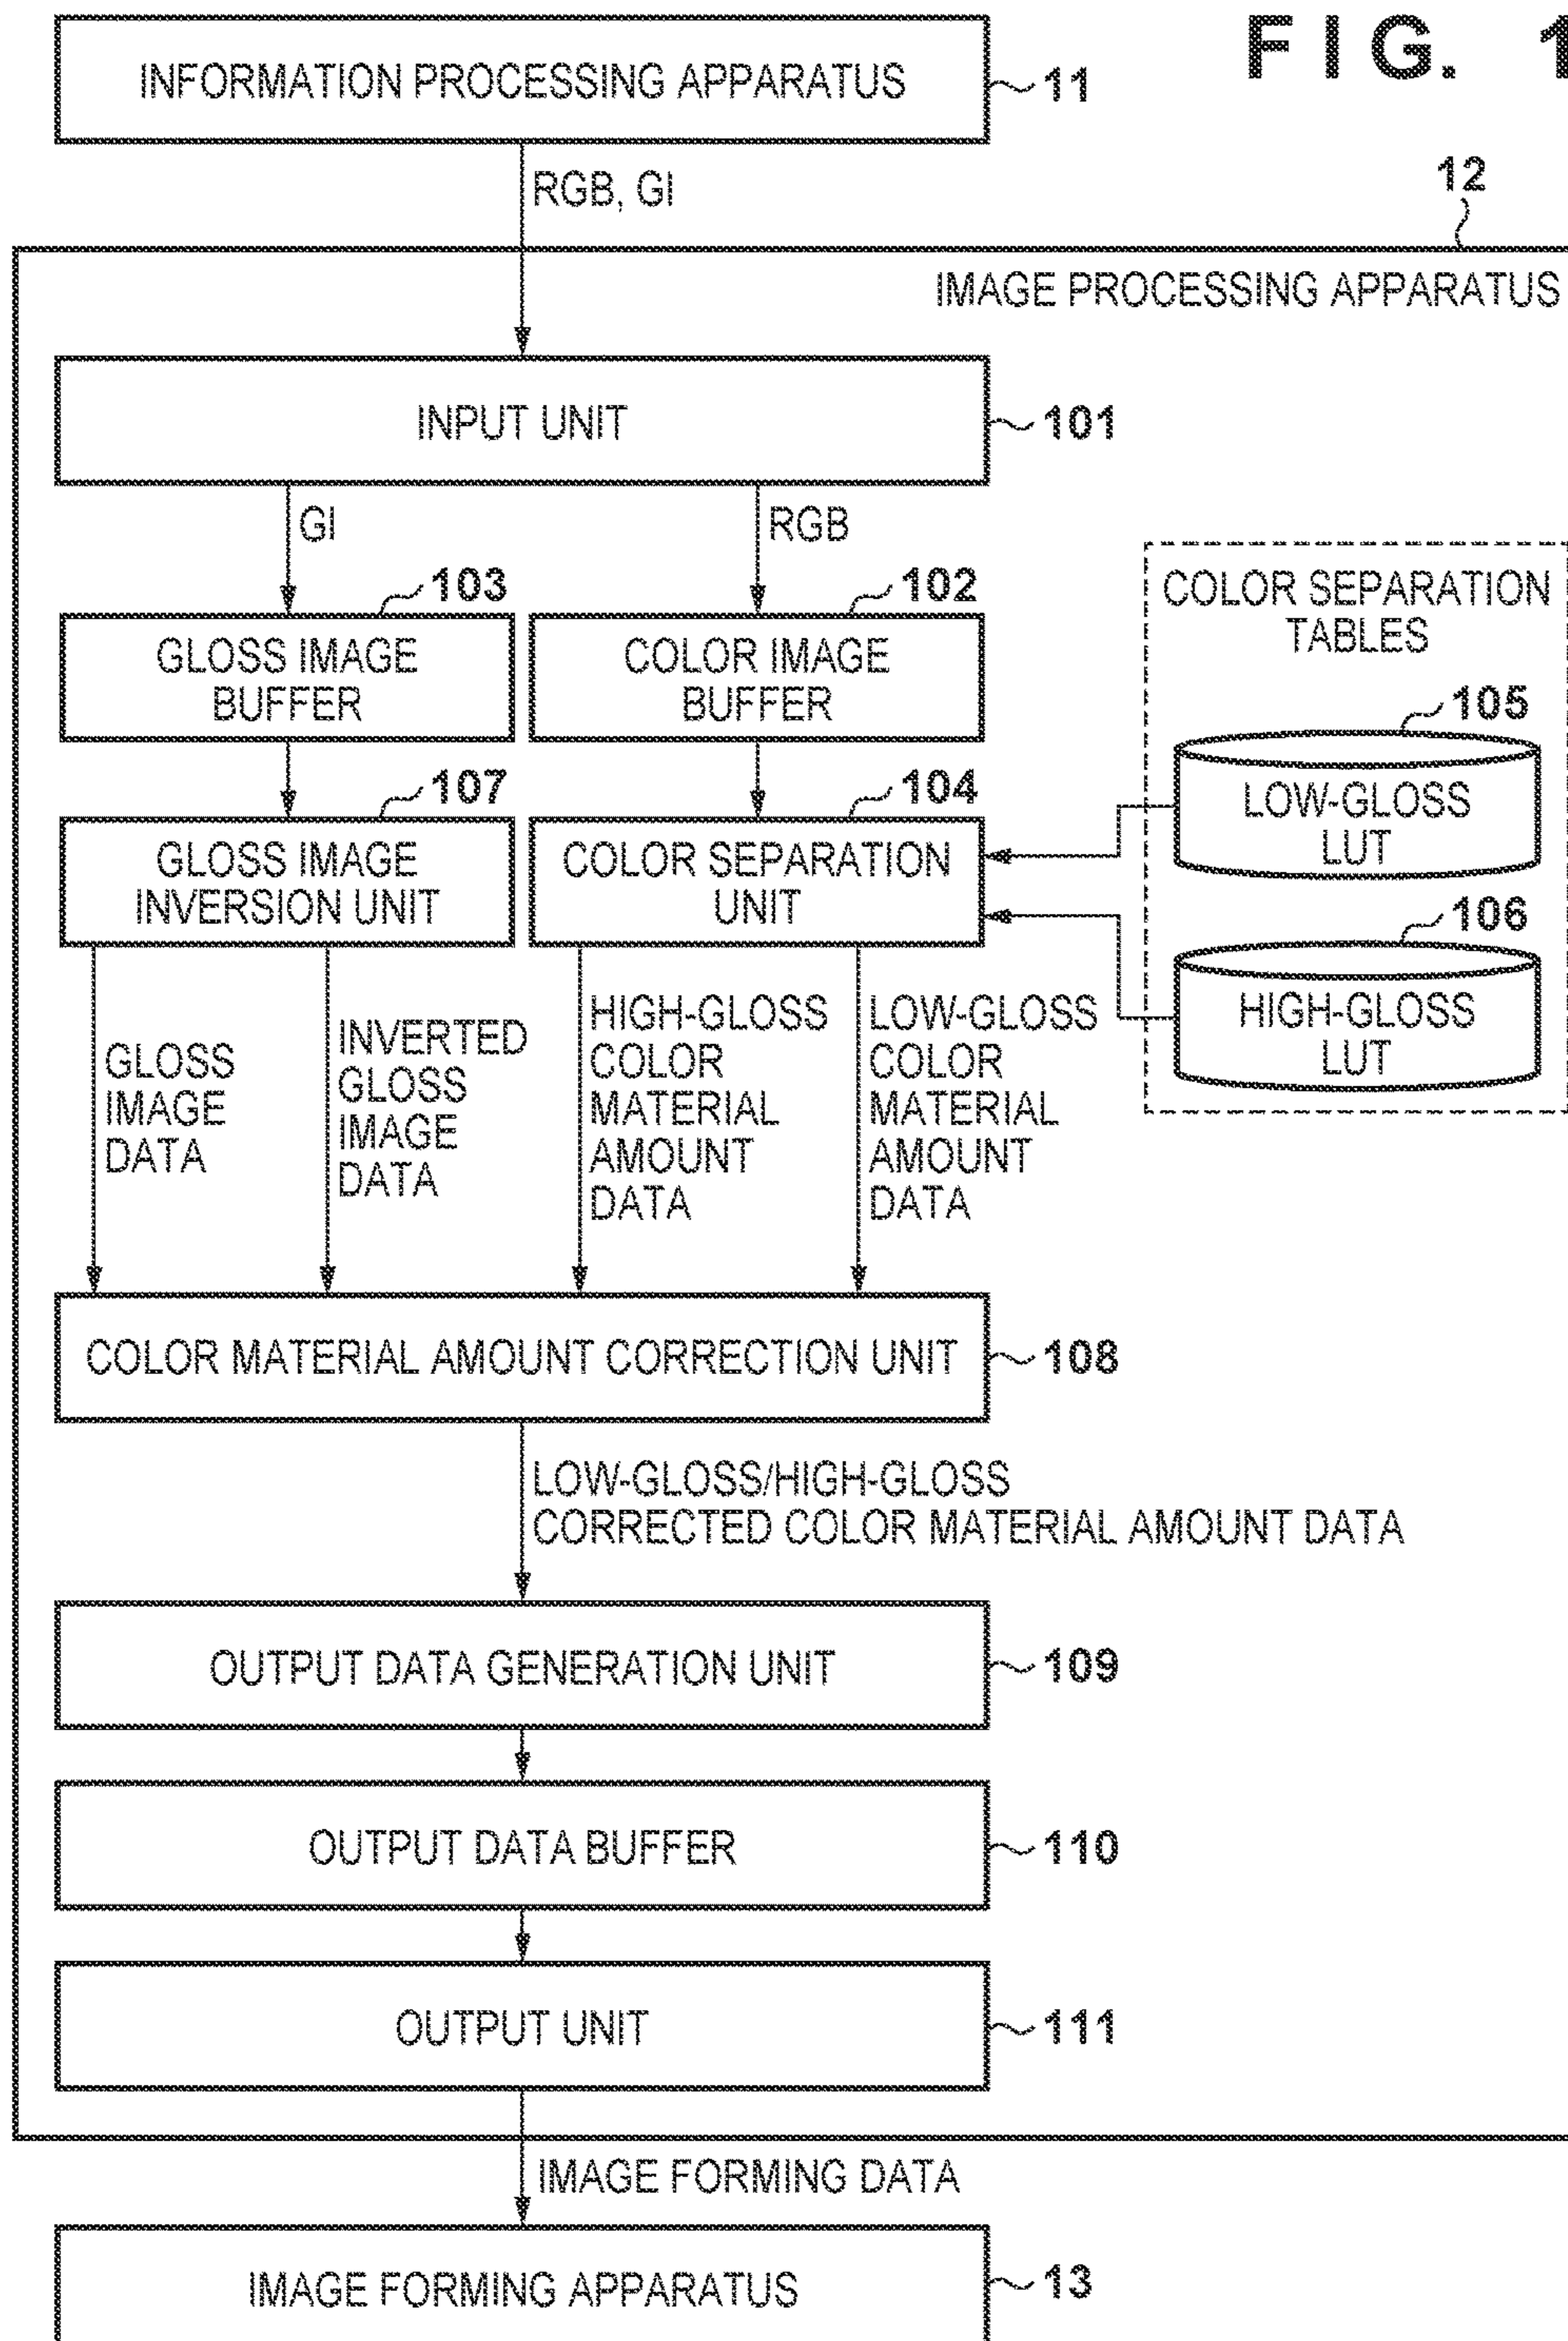 FIG. 1
INFORMATION PROCESSING APPARATUS
11
RGB, GI
12
IMAGE PROCESSING APPARATUS
INPUT UNIT
101
GI
RGB
103
GLOSS IMAGE
BUFFER
102
COLOR IMAGE
BUFFER
COLOR SEPARATION
TABLES
105
LOW-GLOSS
LUT
106
HIGH-GLOSS
LUT
107
GLOSS IMAGE
INVERSION UNIT
104
COLOR SEPARATION
UNIT
GLOSS
IMAGE
DATA
INVERTED
GLOSS
IMAGE
DATA
HIGH-GLOSS
COLOR
MATERIAL
AMOUNT
DATA
LOW-GLOSS
COLOR
MATERIAL
AMOUNT
DATA
COLOR MATERIAL AMOUNT CORRECTION UNIT
108
LOW-GLOSS/HIGH-GLOSS
CORRECTED COLOR MATERIAL AMOUNT DATA
OUTPUT DATA GENERATION UNIT
109
OUTPUT DATA BUFFER
110
OUTPUT UNIT
111
IMAGE FORMING DATA
IMAGE FORMING APPARATUS
13